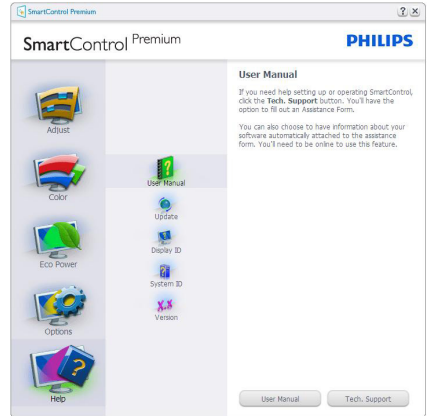 SmartControl Premium
SmartControl Premium
PHILIPS
Adjust
Color
Eco Power
Options
Help
User Manual
Update
Display ID
System ID
X.X
Version
User Manual
If you need help setting up or operating SmartControl,
click the Tech. Support button. You'll have the
option to fill out an Assistance Form.
You can also choose to have information about your
software automatically attached to the assistance
form. You'll need to be online to use this feature.
User Manual
Tech. Support